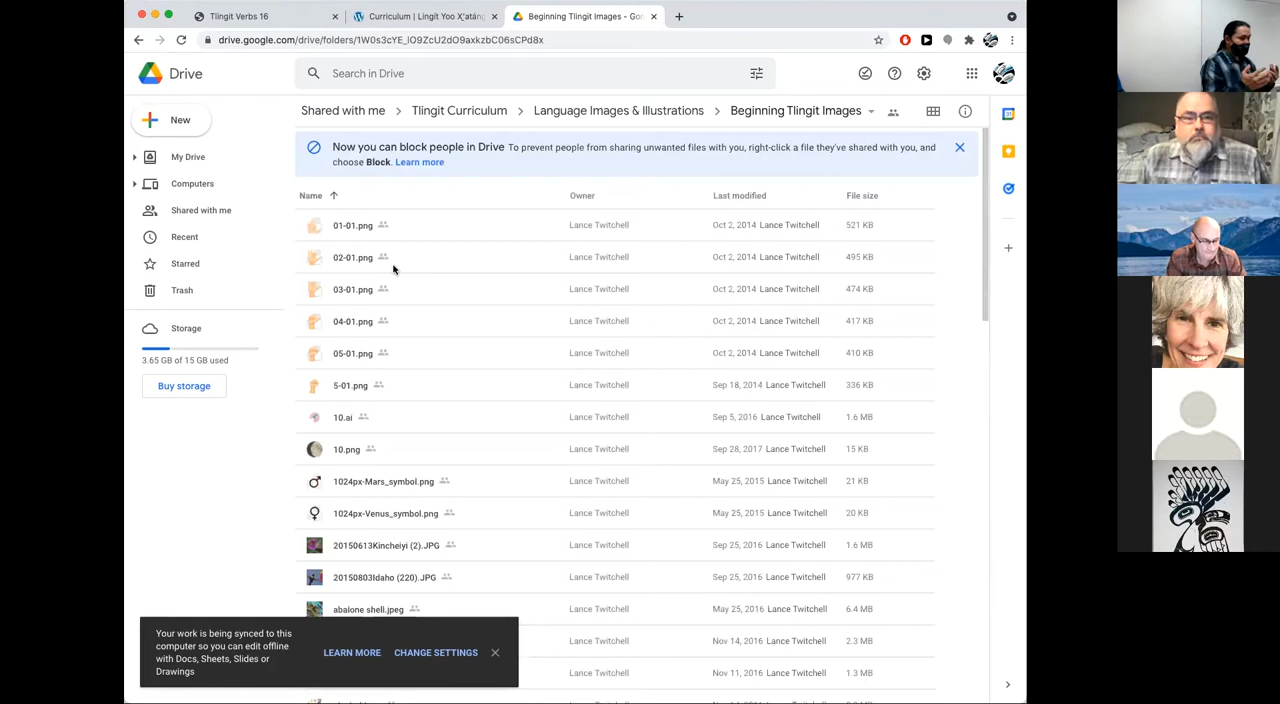 Tlingit Verbs 16
Curriculum | Lingít Yoo X̱ʼatáng
Beginning Tlingit Images - Goo
drive.google.com/drive/folders/
Drive
Search in Drive
New
My Drive
Computers
Shared with me
Recent
Starred
Trash
Storage
3.65 GB of 15 GB used
Buy storage
Shared with me > Tlingit Curriculum > Language Images & Illustrations > Beginning Tlingit Images
Now you can block people in Drive To prevent people from sharing unwanted files with you, right-click a file they've shared with you, and
choose Block. Learn more
Name Owner Last modified File size
01-01.png Lance Twitchell Oct 2, 2014 Lance Twitchell 521 KB
02-01.png Lance Twitchell Oct 2, 2014 Lance Twitchell 495 KB
03-01.png Lance Twitchell Oct 2, 2014 Lance Twitchell 474 KB
04-01.png Lance Twitchell Oct 2, 2014 Lance Twitchell 417 KB
05-01.png Lance Twitchell Oct 2, 2014 Lance Twitchell 410 KB
5-01.png Lance Twitchell Sep 18, 2014 Lance Twitchell 336 KB
10.ai Lance Twitchell Sep 5, 2016 Lance Twitchell 1.6 MB
10.png Lance Twitchell Sep 28, 2017 Lance Twitchell 15 KB
1024px-Mars_symbol.png Lance Twitchell May 25, 2015 Lance Twitchell 21 KB
1024px-Venus_symbol.png Lance Twitchell May 25, 2015 Lance Twitchell 20 KB
20150613Kincheiyi (2).JPG Lance Twitchell Sep 25, 2016 Lance Twitchell 1.6 MB
20150803Idaho (220).JPG Lance Twitchell Sep 25, 2016 Lance Twitchell 977 KB
abalone shell.jpeg Lance Twitchell May 25, 2016 Lance Twitchell 6.4 MB
Lance Twitchell Nov 14, 2016 Lance Twitchell 2.3 MB
Lance Twitchell Nov 11, 2016 Lance Twitchell 1.3 MB
Your work is being synced to this
computer so you can edit offline
with Docs, Sheets, Slides or
Drawings
LEARN MORE CHANGE SETTINGS